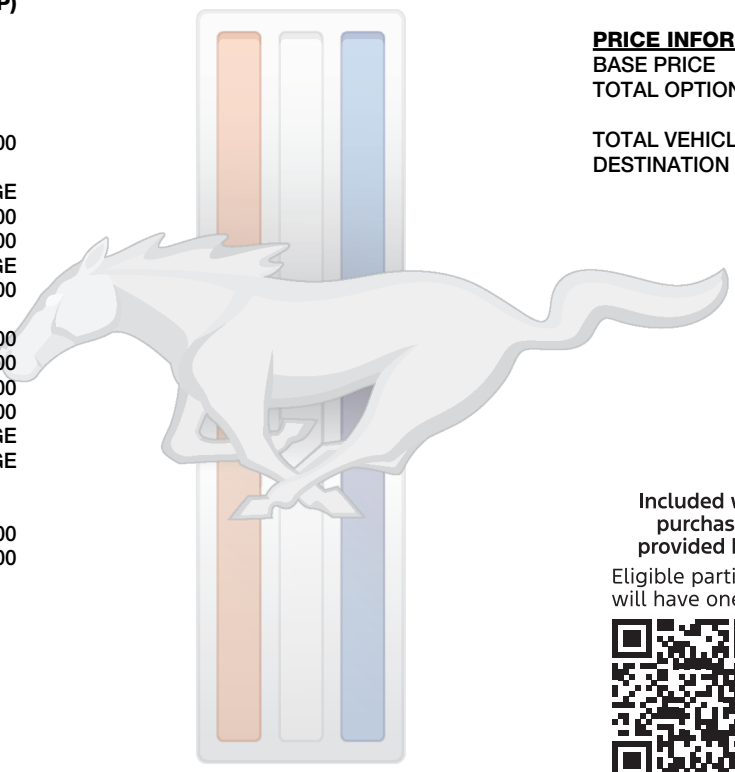 P)
00
GE
00
00
GE
00
00
00
00
00
GE
GE
00
00
PRICE INFOR
BASE PRICE
TOTAL OPTION
TOTAL VEHICL
DESTINATION
Included w
purchas
provided b
Eligible parti
will have one